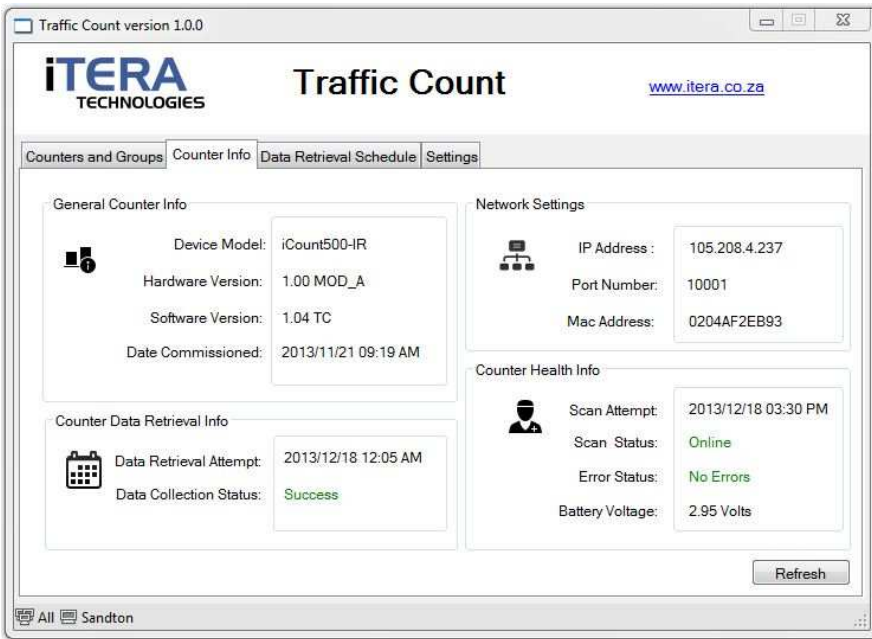 Traffic Count version 1.0.0
iTERA
TECHNOLOGIES
Traffic Count
www.itera.co.za
Counters and Groups Counter Info Data Retrieval Schedule Settings
General Counter Info
Device Model: iCount500-IR
Hardware Version: 1.00 MOD_A
Software Version: 1.04 TC
Date Commissioned: 2013/11/21 09:19 AM
Counter Data Retrieval Info
Data Retrieval Attempt: 2013/12/18 12:05 AM
Data Collection Status: Success
Network Settings
IP Address : 105.208.4.237
Port Number: 10001
Mac Address: 0204AF2EB93
Counter Health Info
Scan Attempt: 2013/12/18 03:30 PM
Scan Status: Online
Error Status: No Errors
Battery Voltage: 2.95 Volts
Refresh
All Sandton